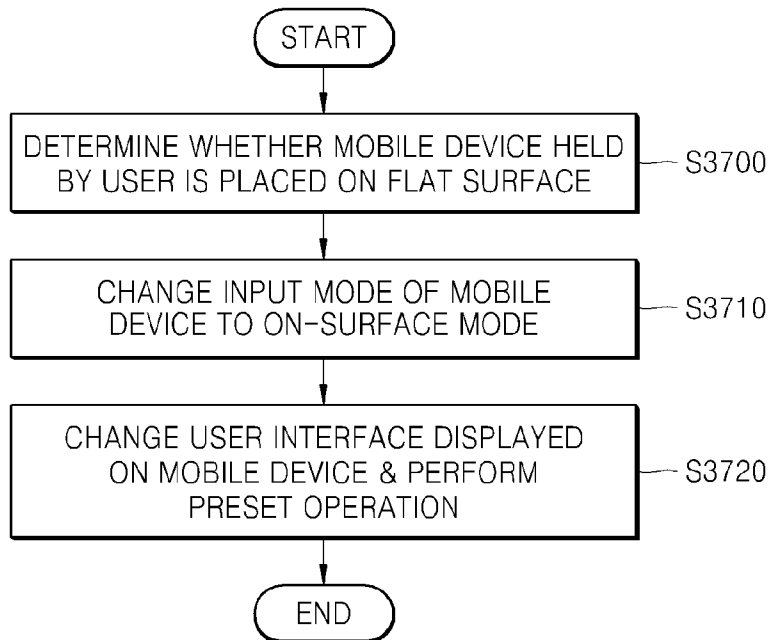 START
DETERMINE WHETHER MOBILE DEVICE HELD
BY USER IS PLACED ON FLAT SURFACE
S3700
CHANGE INPUT MODE OF MOBILE
DEVICE TO ON-SURFACE MODE
S3710
CHANGE USER INTERFACE DISPLAYED
ON MOBILE DEVICE & PERFORM
PRESET OPERATION
S3720
END